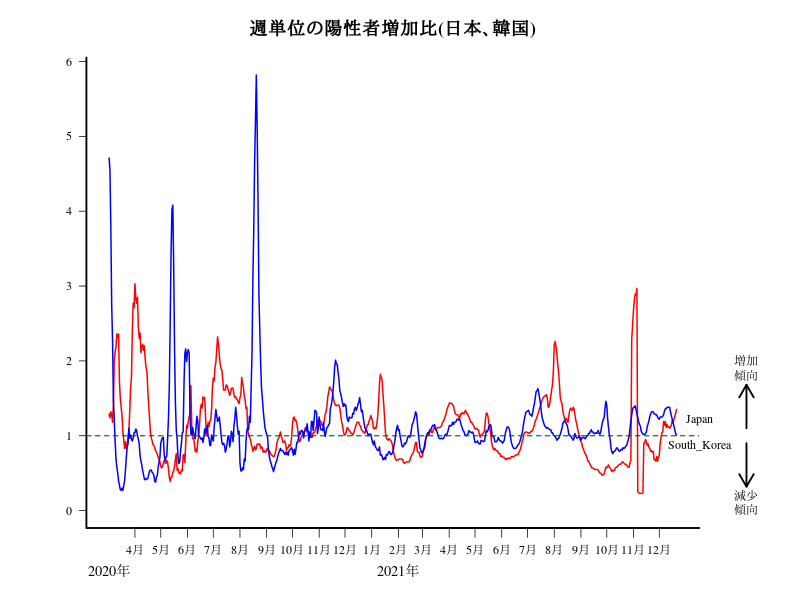 週単位の陽性者増加比(日本、韓国)
6
5
4
3
2
1
0
増加
傾向
Japan
South_Korea
減少
傾向
4月 5月 6月 7月 8月 9月 10月 11月 12月 1月 2月 3月 4月 5月 6月 7月 8月 9月 10月 11月 12月
2020年 2021年